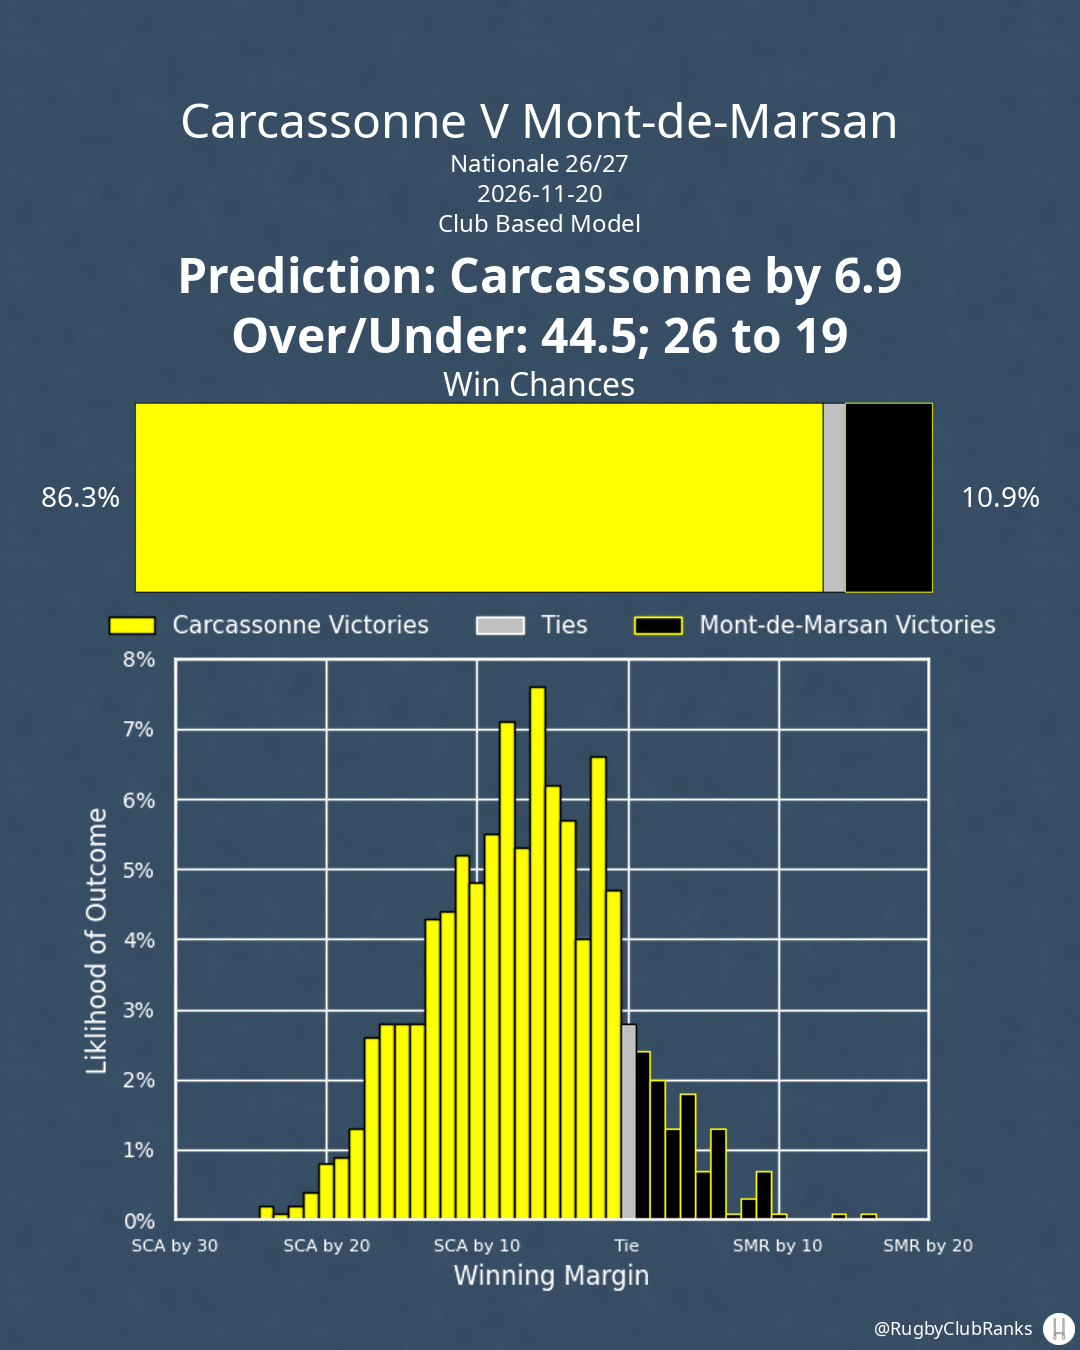 Carcassonne V Mont-de-Marsan
Nationale 26/27
2026-11-20
Club Based Model
Prediction: Carcassonne by 6.9
Over/Under: 44.5; 26 to 19
Win Chances
86.3%
10.9%
Carcassonne Victories
Ties
Mont-de-Marsan Victories
8%
7%
6%
5%
4%
3%
2%
1%
0%
Liklihood of Outcome
SCA by 30
SCA by 20
SCA by 10
Tie
SMR by 10
SMR by 20
Winning Margin
@RugbyClubRanks